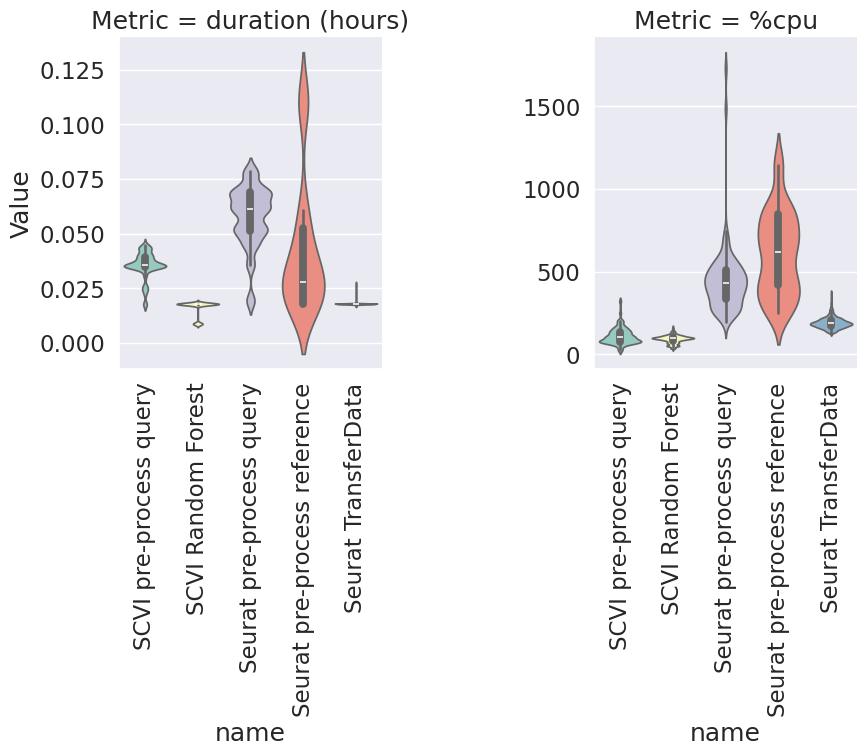 Metric = duration (hours)
Metric = %cpu
Value
0.125
0.100
0.075
0.050
0.025
0.000
1500
1000
500
0
SCVI pre-process query
SCVI Random Forest
Seurat pre-process query
Seurat pre-process reference
Seurat TransferData
SCVI pre-process query
SCVI Random Forest
Seurat pre-process query
Seurat pre-process reference
Seurat TransferData
name
name